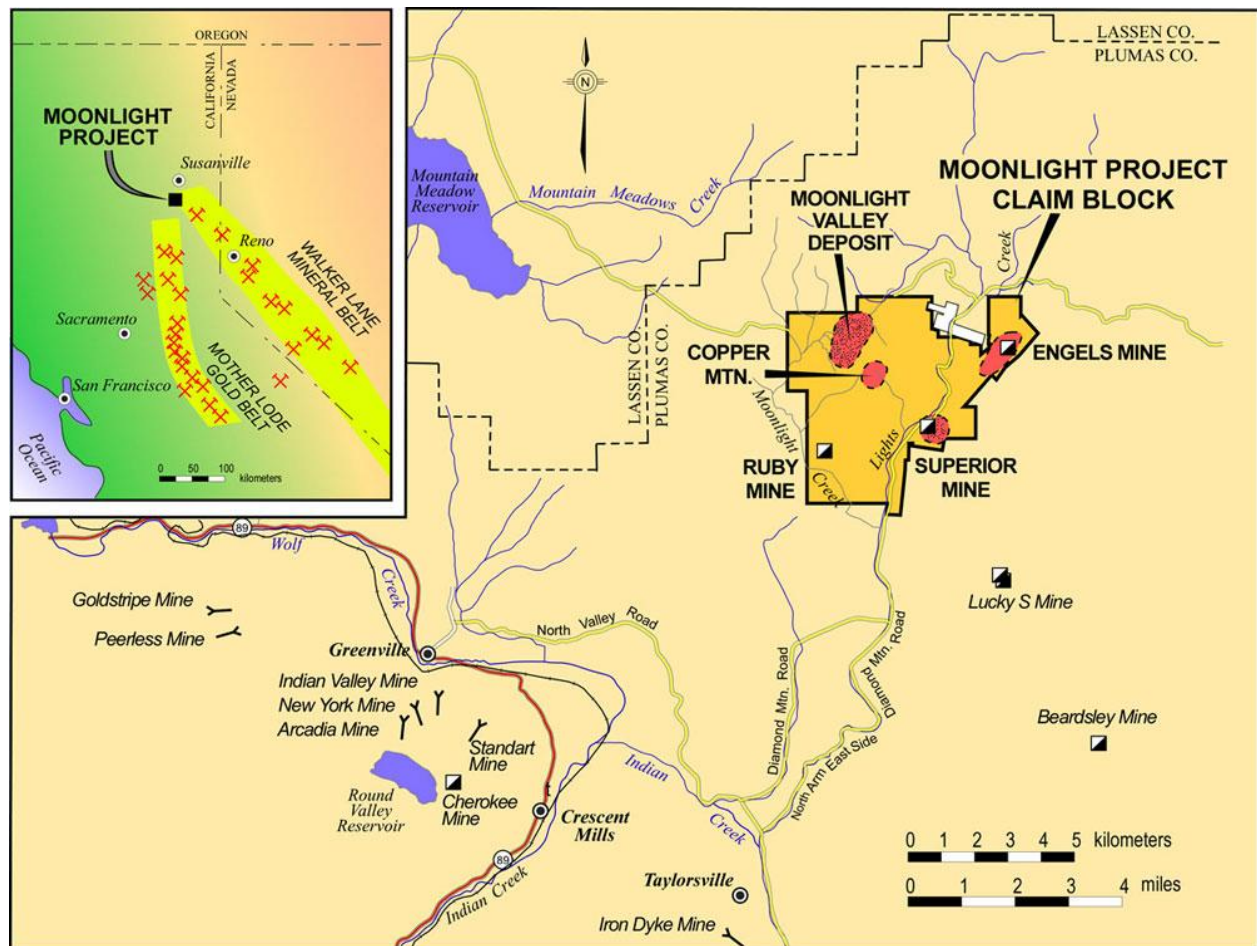 OREGON
CALIFORNIA
NEVADA
MOONLIGHT
PROJECT
Susanville
Reno
WALKER LANE
MINERAL BELT
Sacramento
MOTHER LODE
GOLD BELT
San Francisco
Pacific
Ocean
0 50 100
kilometers
N
LASSEN CO.
PLUMAS CO.
Mountain
Meadow
Reservoir
Mountain Meadows Creek
MOONLIGHT
VALLEY
DEPOSIT
MOONLIGHT PROJECT
CLAIM BLOCK
Creek
COPPER
MTN.
ENGELS MINE
LASSEN CO.
PLUMAS CO.
Moonlight
Creek
Lights
RUBY
MINE
SUPERIOR
MINE
89
Wolf
Creek
Goldstripe Mine
Peerless Mine
Lucky S Mine
North Valley Road
Greenville
Diamond Mtn. Road
Diamond Mtn. Road
North Arm East Side
Indian Valley Mine
New York Mine
Arcadia Mine
Standart
Mine
Beardsley Mine
Indian
Creek
Round
Valley
Reservoir
Cherokee
Mine
t
Crescent
Mills
89
Indian Creek
Taylorsville
Iron Dyke Mine
0 1 2 3 4 5 kilometers
0 1 2 3 4
miles